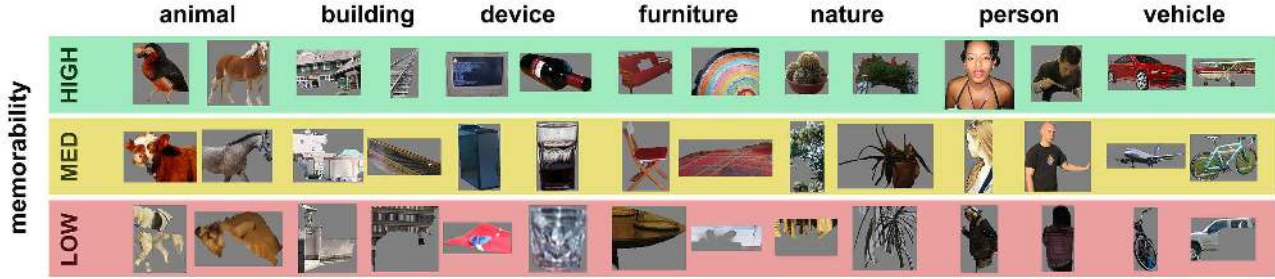 animal building device furniture nature person vehicle
memorability
HIGH
MED
LOW